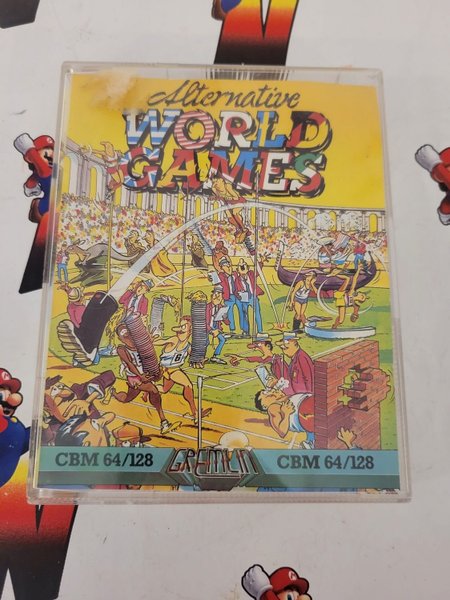 Alternative
WORLD
GAMES
CBM 64/128
GREMLIN
CBM 64/128